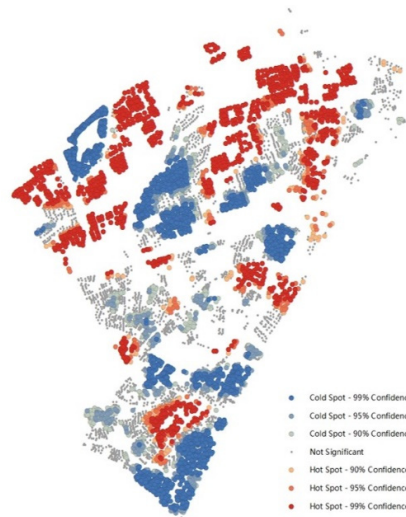 Cold Spot - 99% Confidenc
Cold Spot - 95% Confidenc
Cold Spot - 90% Confidenc
Not Significant
Hot Spot - 90% Confidenc
Hot Spot - 95% Confidenc
Hot Spot - 99% Confidenc